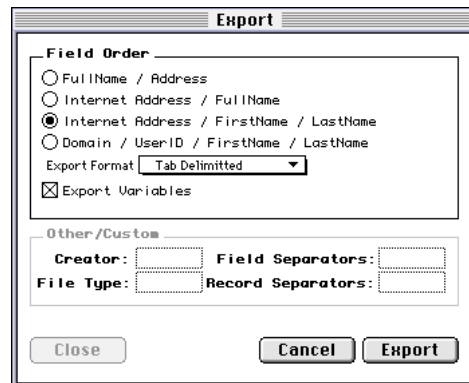 Export
Field Order
FullName / Address
Internet Address / FullName
Internet Address / FirstName / LastName
Domain / UserID / FirstName / LastName
Export Format Tab Delimitted
Export Variables
Other/Custom
Creator: Field Separators:
File Type: Record Separators:
Close Cancel Export